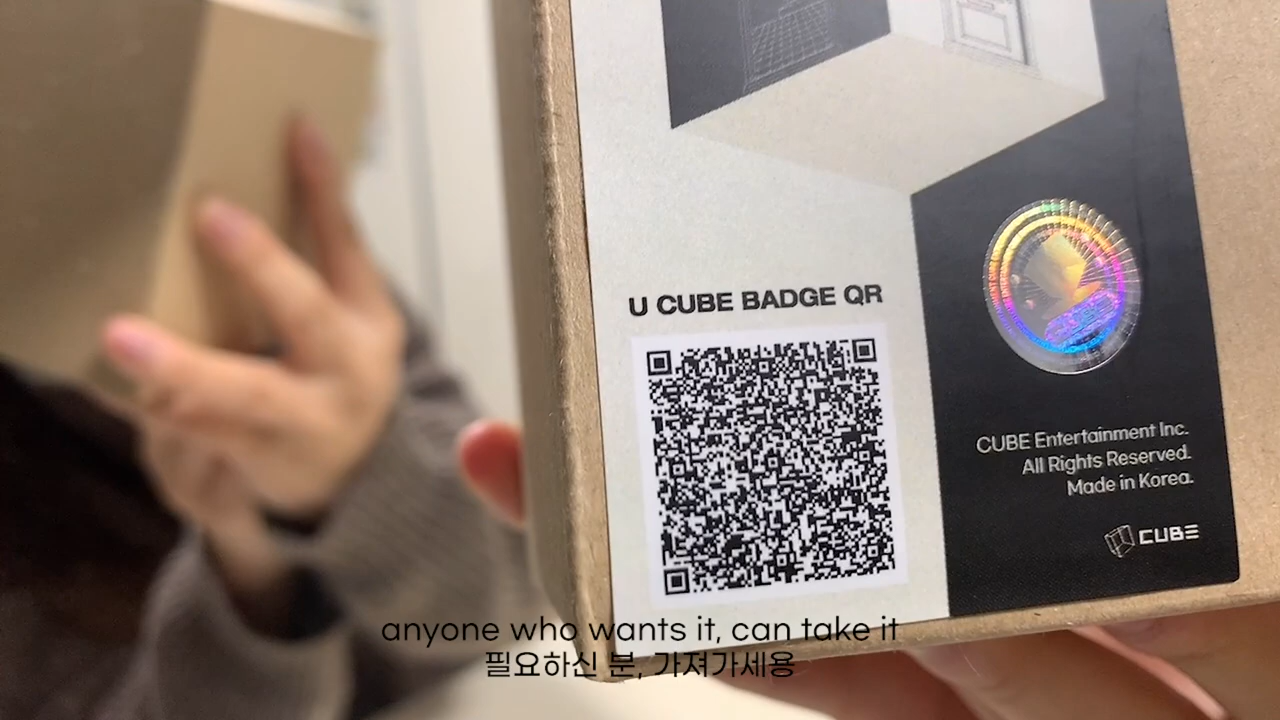 U CUBE BADGE QR
CUBE Entertainment Inc.
All Rights Reserved.
Made in Korea.
CUBE
anyone who wants it, can take it
필요하신 분, 가져가세용